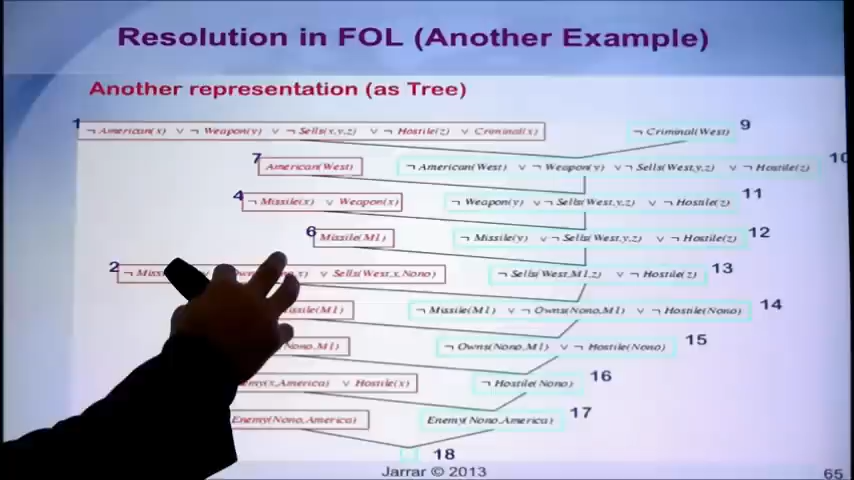 Resolution in FOL (Another Example)
Another representation (as Tree)
1 ¬ American(x) ∨ ¬ Weapon(y) ∨ ¬ Sells(x,y,z) ∨ ¬ Hostile(z) ∨ Criminal(x) ¬ Criminal(West) 9
7 American(West) ¬ American(West) ∨ ¬ Weapon(y) ∨ ¬ Sells(West,y,z) ∨ ¬ Hostile(z) 10
4 ¬ Missile(x) ∨ Weapon(x) ¬ Weapon(y) ∨ ¬ Sells(West,y,z) ∨ ¬ Hostile(z) 11
6 Missile(M1) ¬ Missile(y) ∨ ¬ Sells(West,y,z) ∨ ¬ Hostile(z) 12
2 ∨ Sells(West,x,Nono) ¬ Sells(West,M1,z) ∨ ¬ Hostile(z) 13
Missile(M1) ¬ Missile(M1) ∨ ¬ Owns(Nono,M1) ∨ ¬ Hostile(Nono) 14
(Nono,M1) ¬ Owns(Nono,M1) ∨ ¬ Hostile(Nono) 15
Enemy(x,America) ∨ Hostile(x) ¬ Hostile(Nono) 16
Enemy(Nono,America) Enemy(Nono,America) 17
18
Jarrar © 2013
65